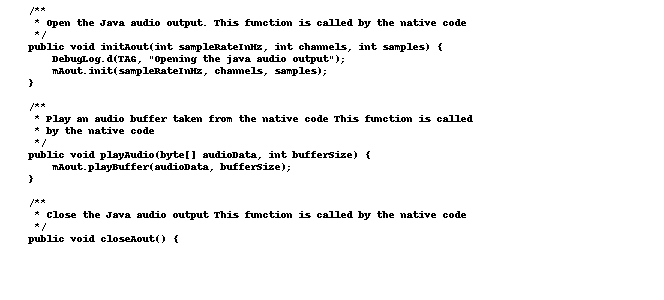 /**
 * Open the Java audio output. This function is called by the native code
 */
public void initAout(int sampleRateInHz, int channels, int samples) {
    DebugLog.d(TAG, "Opening the java audio output");
    mAout.init(sampleRateInHz, channels, samples);
}
/**
 * Play an audio buffer taken from the native code This function is called
 * by the native code
 */
public void playAudio(byte[] audioData, int bufferSize) {
    mAout.playBuffer(audioData, bufferSize);
}
/**
 * Close the Java audio output This function is called by the native code
 */
public void closeAout() {